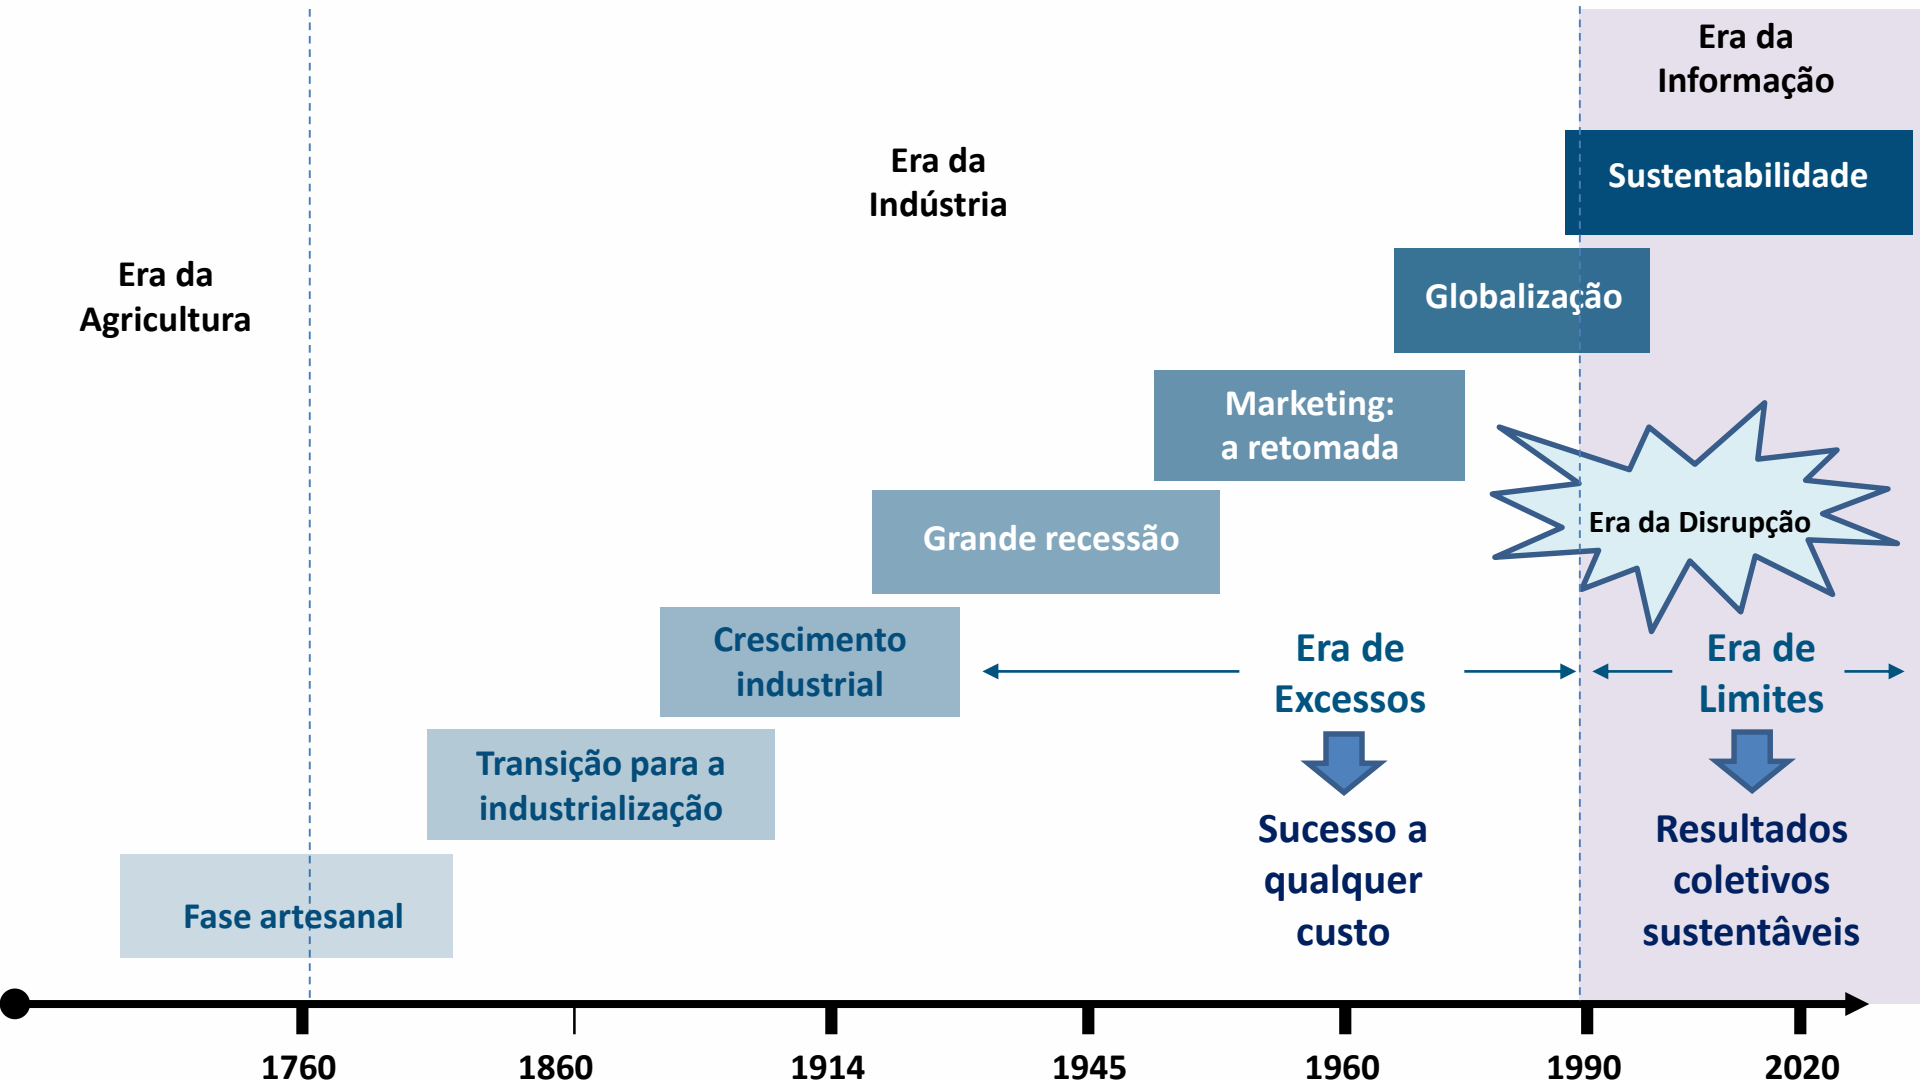 Era da
Informação
Era da
Indústria
Sustentabilidade
Era da
Agricultura
Globalização
Marketing:
a retomada
Era da Disrupção
Grande recessão
Crescimento
industrial
Era de
Excessos
Era de
Limites
Transição para a
industrialização
Sucesso a
qualquer
custo
Resultados
coletivos
sustentâveis
Fase artesanal
1760
1860
1914
1945
1960
1990
2020